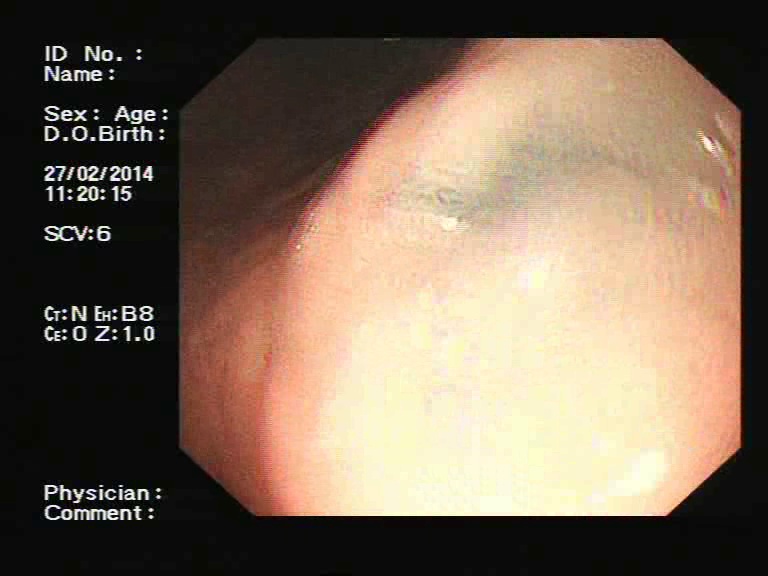 ID No.:
Name:
Sex: Age:
D.O.Birth:
27/02/2014
11:20:15
SCV:6
CT:N EH:B8
CE:0 Z:1.0
Physician:
Comment: